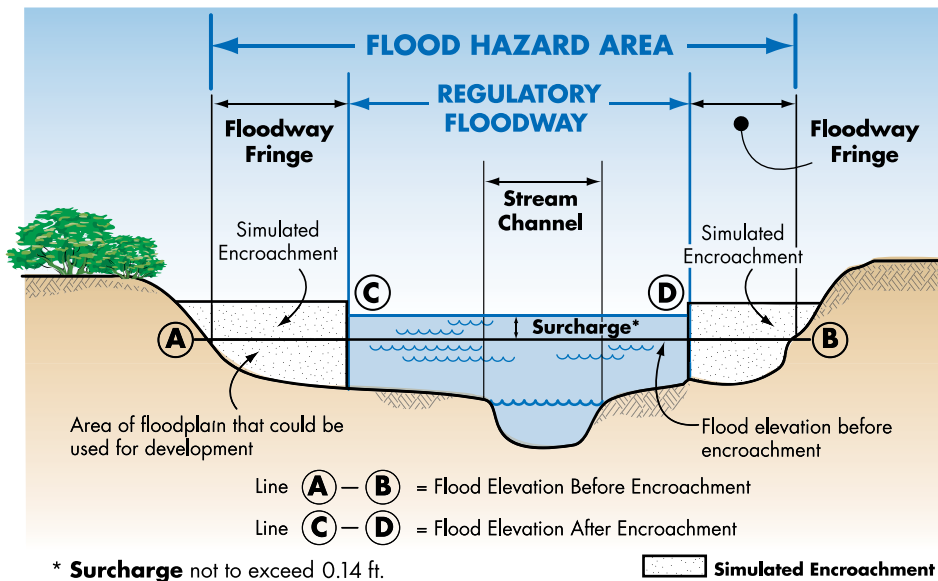 FLOOD HAZARD AREA
REGULATORY
FLOODWAY
Floodway
Fringe
Floodway
Fringe
Stream
Channel
Simulated
Encroachment
Simulated
Encroachment
C
D
Surcharge*
A
B
Area of floodplain that could be
used for development
Flood elevation before
encroachment
Line A — B = Flood Elevation Before Encroachment
Line C — D = Flood Elevation After Encroachment
* Surcharge not to exceed 0.14 ft.
Simulated Encroachment